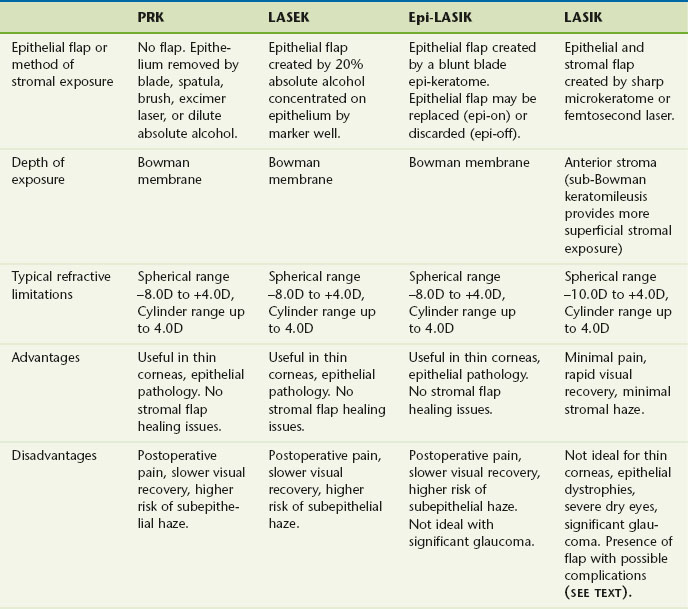 PRK LASEK Epi-LASIK LASIK
Epithelial flap or
method of
stromal exposure
No flap. Epithe-
lium removed by
blade, spatula,
brush, excimer
laser, or dilute
absolute alcohol.
Epithelial flap
created by 20%
absolute alcohol
concentrated on
epithelium by
marker well.
Epithelial flap created
by a blunt blade
epi-keratome.
Epithelial flap may be
replaced (epi-on) or
discarded (epi-off).
Epithelial and
stromal flap
created by sharp
microkeratome or
femtosecond laser.
Depth of
exposure
Bowman
membrane
Bowman
membrane
Bowman membrane
Anterior stroma
(sub-Bowman
keratomileusis
provides more
superficial stromal
exposure)
Typical refractive
limitations
Spherical range
–8.0D to +4.0D,
Cylinder range up
to 4.0D
Spherical range
–8.0D to +4.0D,
Cylinder range up
to 4.0D
Spherical range
–8.0D to +4.0D,
Cylinder range up
to 4.0D
Spherical range
–10.0D to +4.0D,
Cylinder range up
to 4.0D
Advantages
Useful in thin
corneas, epithelial
pathology. No
stromal flap
healing issues.
Useful in thin
corneas, epithelial
pathology. No
stromal flap healing
issues.
Useful in thin corneas,
epithelial pathology.
No stromal flap
healing issues.
Minimal pain,
rapid visual
recovery, minimal
stromal haze.
Disadvantages
Postoperative
pain, slower visual
recovery, higher
risk of subepithe-
lial haze.
Postoperative pain,
slower visual
recovery, higher
risk of subepithelial
haze.
Postoperative pain,
slower visual recovery,
higher risk of
subepithelial haze.
Not ideal with
significant glaucoma.
Not ideal for thin
corneas, epithelial
dystrophies,
severe dry eyes,
significant glau-
coma. Presence of
flap with possible
complications
(SEE TEXT).